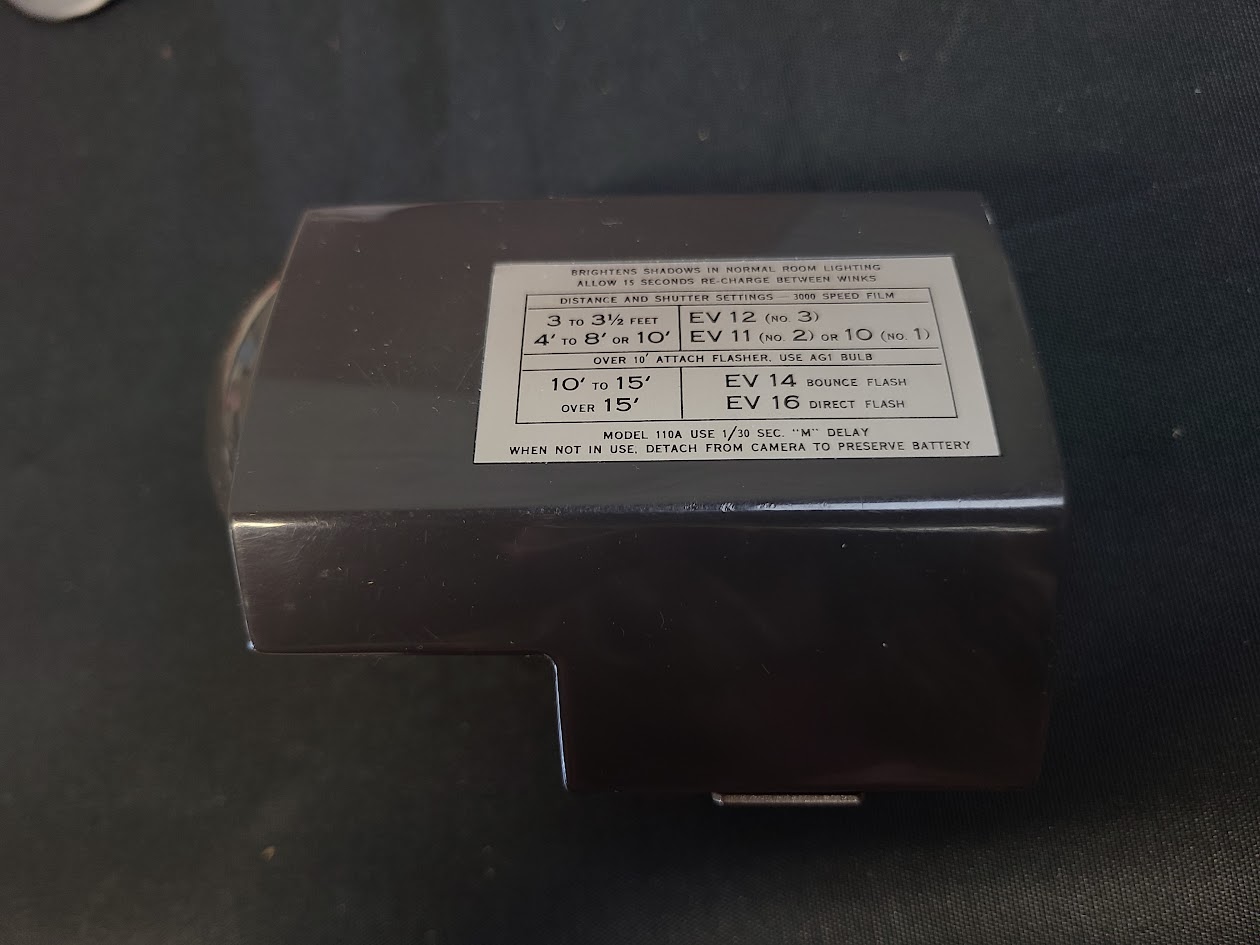 BRIGHTENS SHADOWS IN NORMAL ROOM LIGHTING
ALLOW 15 SECONDS RE-CHARGE BETWEEN WINKS
DISTANCE AND SHUTTER SETTINGS — 3000 SPEED FILM
3 TO 3½ FEET EV 12 (NO. 3)
4' TO 8' OR 10' EV 11 (NO. 2) OR 10 (NO. 1)
OVER 10' ATTACH FLASHER, USE AG1 BULB
10' TO 15' EV 14 BOUNCE FLASH
OVER 15' EV 16 DIRECT FLASH
MODEL 110A USE 1/30 SEC. "M" DELAY
WHEN NOT IN USE, DETACH FROM CAMERA TO PRESERVE BATTERY